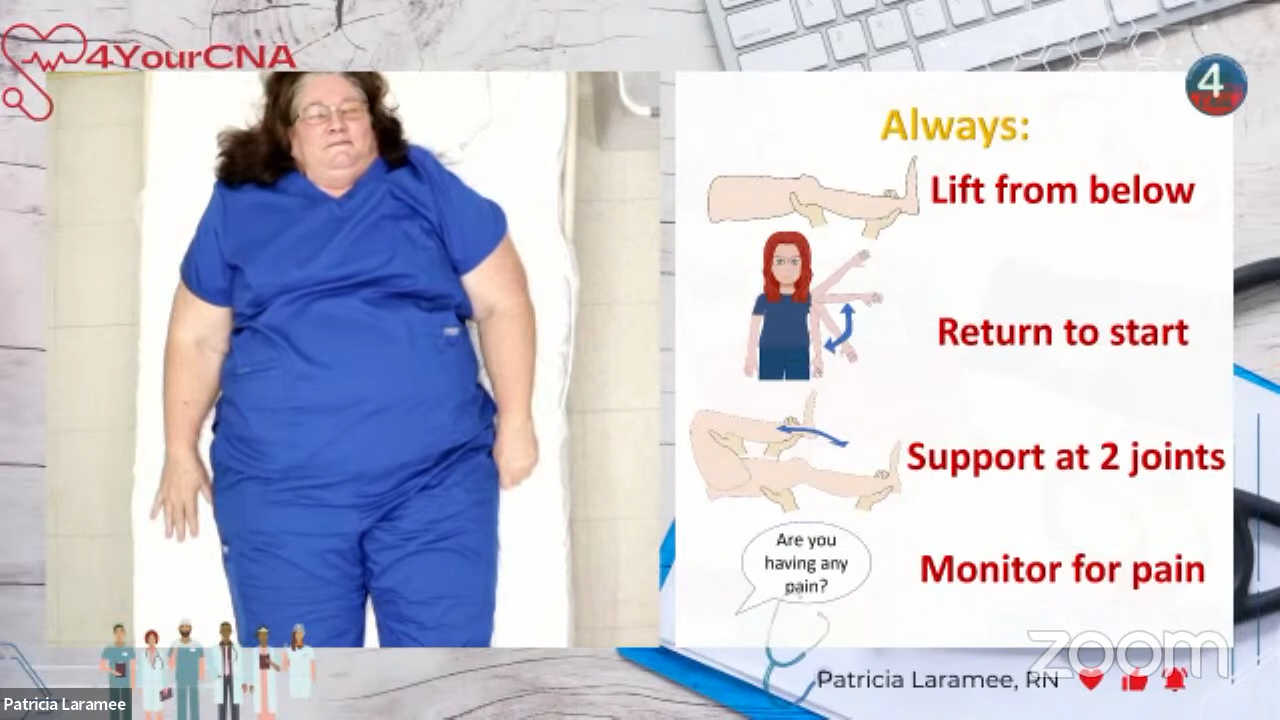 4YourCNA
4
Always:
Lift from below
Return to start
Support at 2 joints
Are you
having any
pain?
Monitor for pain
zoom
Patricia Laramee, RN
Patricia Laramee